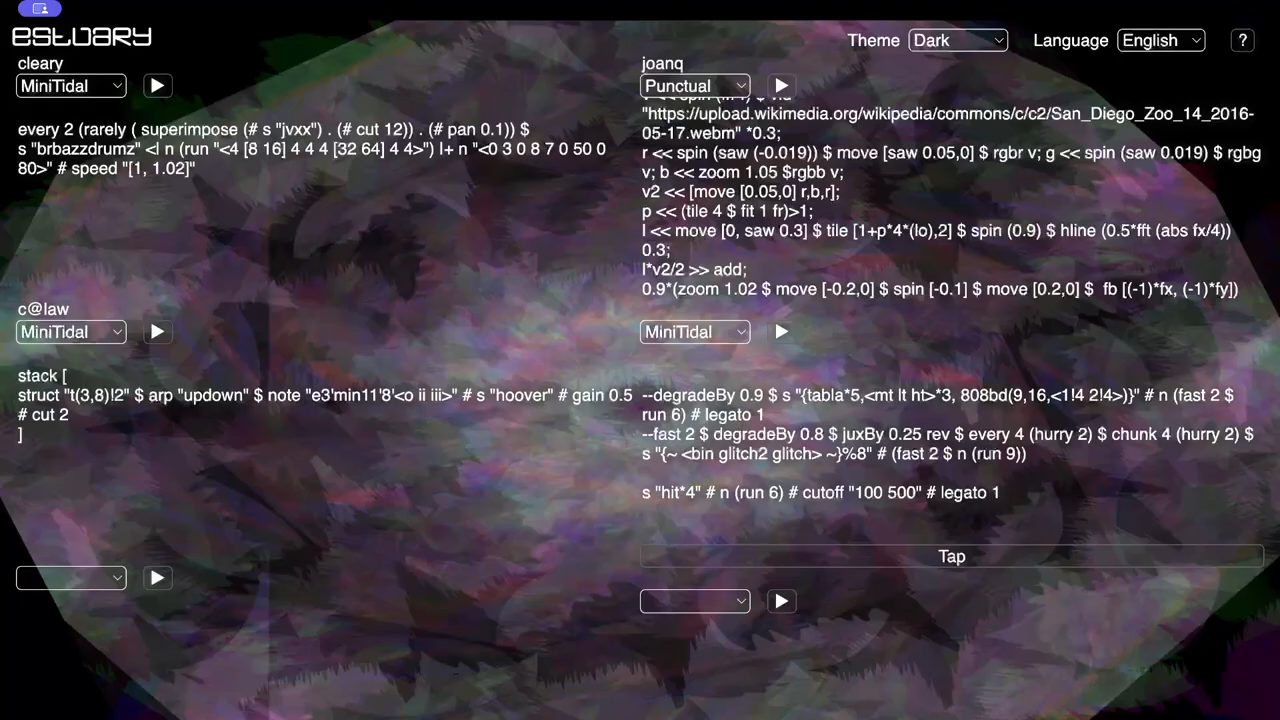 estuary
Theme Dark Language English ?
cleary
MiniTidal
every 2 (rarely ( superimpose (# s "jvxx") . (# cut 12)) . (# pan 0.1)) $
s "brbazzdrumz" <| n (run "<4 [8 16] 4 4 4 [32 64] 4 4>") |+ n "<0 3 0 8 7 0 50 0
80>" # speed "[1, 1.02]"
joanq
Punctual
"https://upload.wikimedia.org/wikipedia/commons/c/c2/San_Diego_Zoo_14_2016-
05-17.webm" *0.3;
r << spin (saw (-0.019)) $ move [saw 0.05,0] $ rgbr v; g << spin (saw 0.019) $ rgbg
v; b << zoom 1.05 $rgbb v;
v2 << [move [0.05,0] r,b,r];
p << (tile 4 $ fit 1 fr)>1;
l << move [0, saw 0.3] $ tile [1+p*4*(lo),2] $ spin (0.9) $ hline (0.5*fft (abs fx/4))
0.3;
l*v2/2 >> add;
0.9*(zoom 1.02 $ move [-0.2,0] $ spin [-0.1] $ move [0.2,0] $  fb [(-1)*fx, (-1)*fy])
c@law
MiniTidal
stack [
struct "t(3,8)!2" $ arp "updown" $ note "e3'min11'8'<o ii iii>" # s "hoover" # gain 0.5
# cut 2
]
MiniTidal
--degradeBy 0.9 $ s "{tabla*5,<mt lt ht>*3, 808bd(9,16,<1!4 2!4>)}" # n (fast 2 $
run 6) # legato 1
--fast 2 $ degradeBy 0.8 $ juxBy 0.25 rev $ every 4 (hurry 2) $ chunk 4 (hurry 2) $
s "{~ <bin glitch2 glitch> ~}%8" # (fast 2 $ n (run 9))
s "hit*4" # n (run 6) # cutoff "100 500" # legato 1
Tap